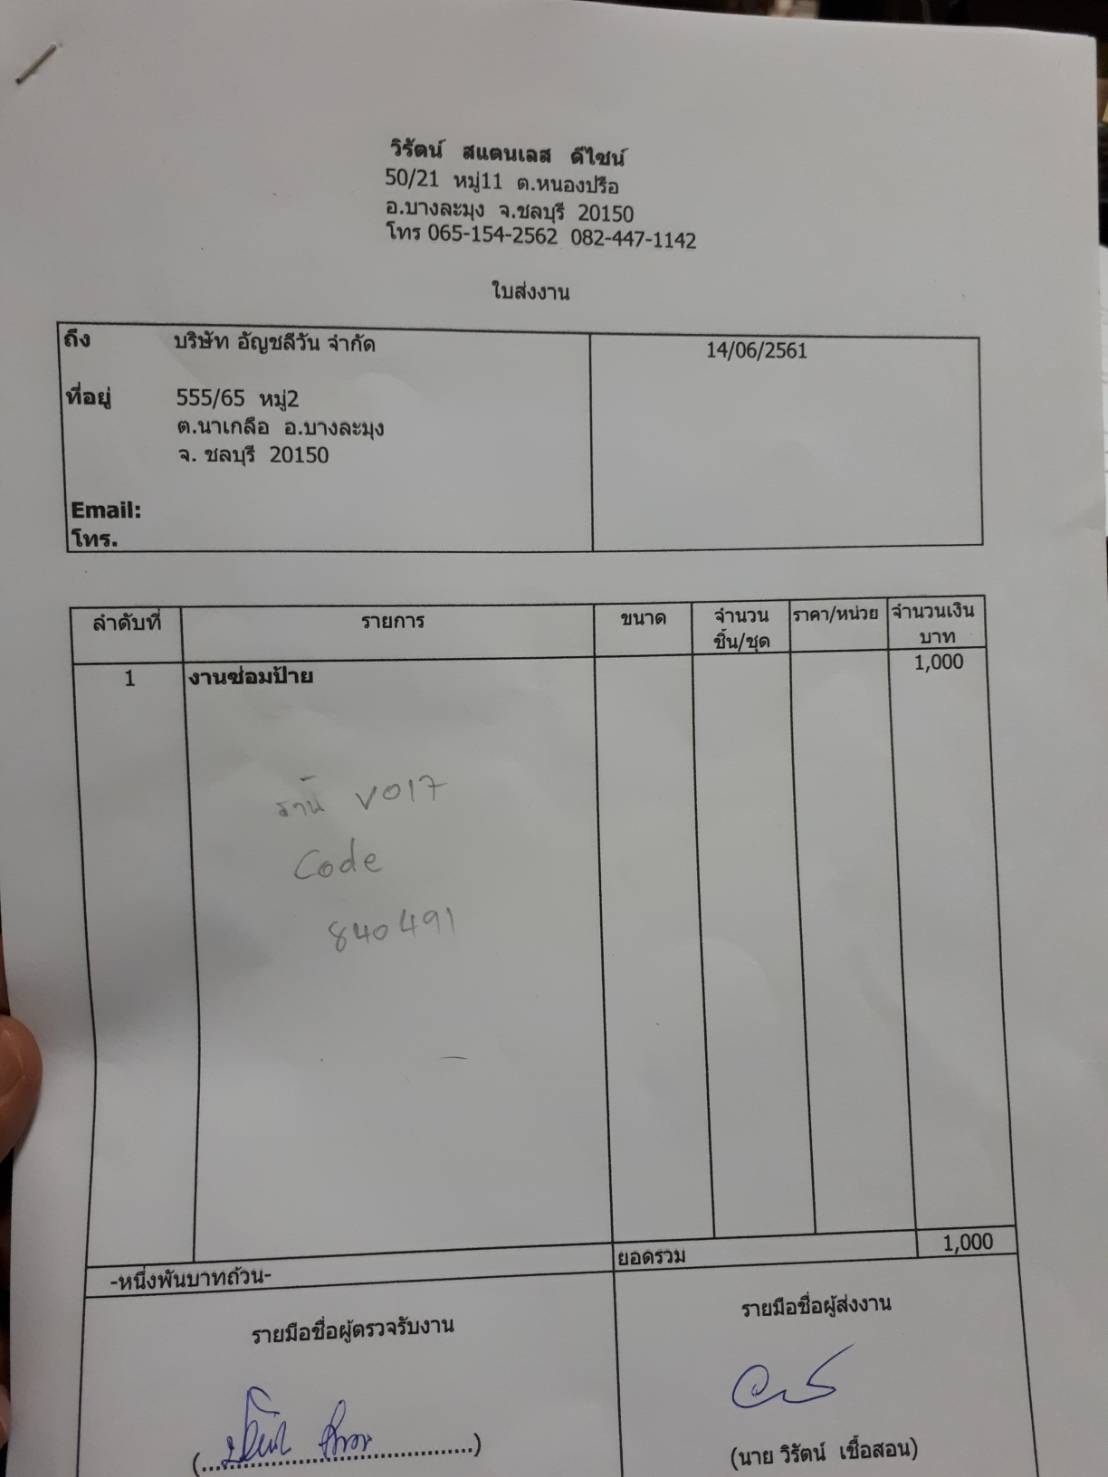 วิรัตน์ สแตนเลส ดีไซน์
50/21 หมู่11 ต.หนองปรือ
อ.บางละมุง จ.ชลบุรี 20150
โทร 065-154-2562 082-447-1142
ใบส่งงาน
ถึง บริษัท อัญชลีวัน จำกัด 14/06/2561
ที่อยู่ 555/65 หมู่2
ต.นาเกลือ อ.บางละมุง
จ. ชลบุรี 20150
Email:
โทร.
ลำดับที่ รายการ ขนาด จำนวน ชิ้น/ชุด ราคา/หน่วย จำนวนเงิน บาท
1 งานซ่อมป้าย 1,000
V017
Code
840491
-หนึ่งพันบาทถ้วน- ยอดรวม 1,000
รายมือชื่อผู้ตรวจรับงาน รายมือชื่อผู้ส่งงาน
(นาย วิรัตน์ เชื้อสอน)